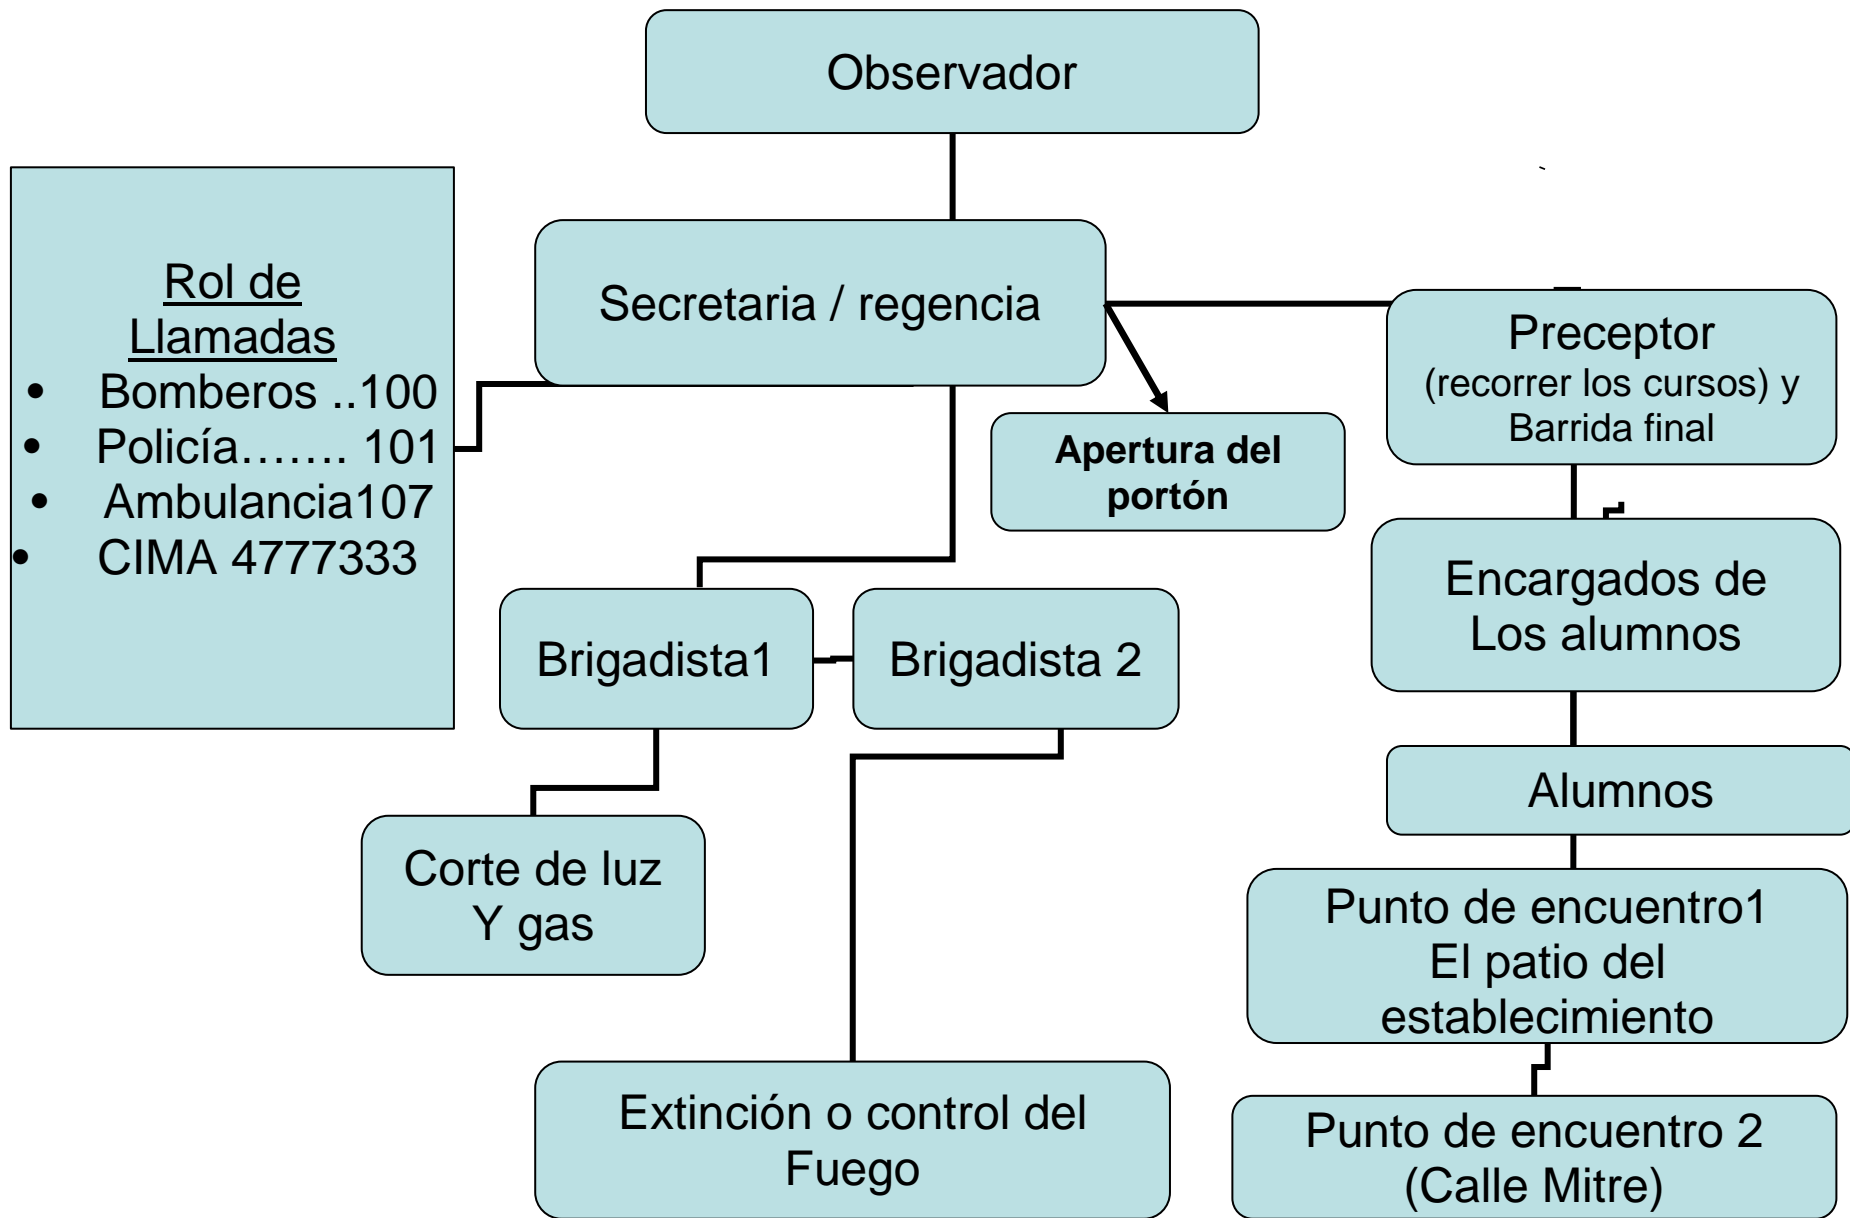 Observador
Rol de
Llamadas
• Bomberos ..100
• Policía....... 101
• Ambulancia107
• CIMA 4777333
Secretaria / regencia
Apertura del
portón
Preceptor
(recorrer los cursos) y
Barrida final
Encargados de
Los alumnos
Brigadista1
Brigadista 2
Alumnos
Corte de luz
Y gas
Punto de encuentro1
El patio del
establecimiento
Extinción o control del
Fuego
Punto de encuentro 2
(Calle Mitre)